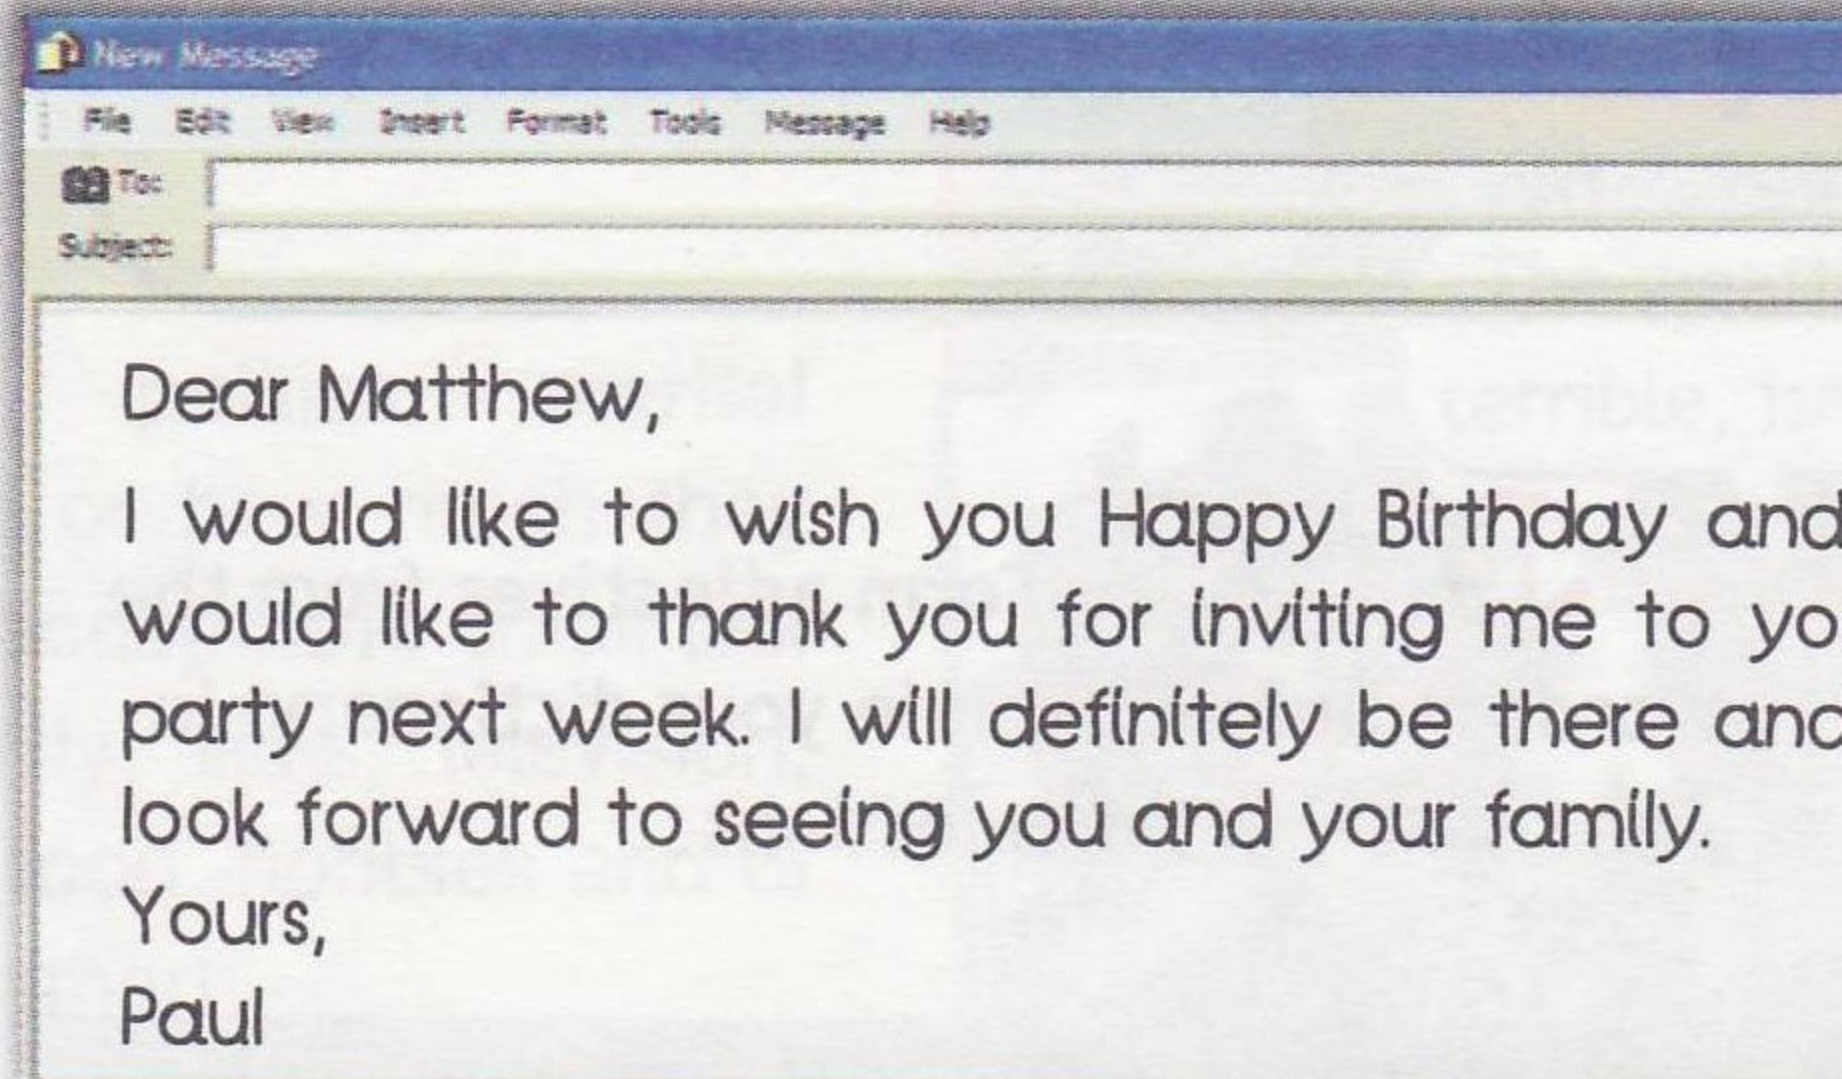 New Message
File Edit View Insert Format Tools Message Help
To:
Subject:
Dear Matthew,
I would like to wish you Happy Birthday and
would like to thank you for inviting me to yo
party next week. I will definitely be there and
look forward to seeing you and your family.
Yours,
Paul